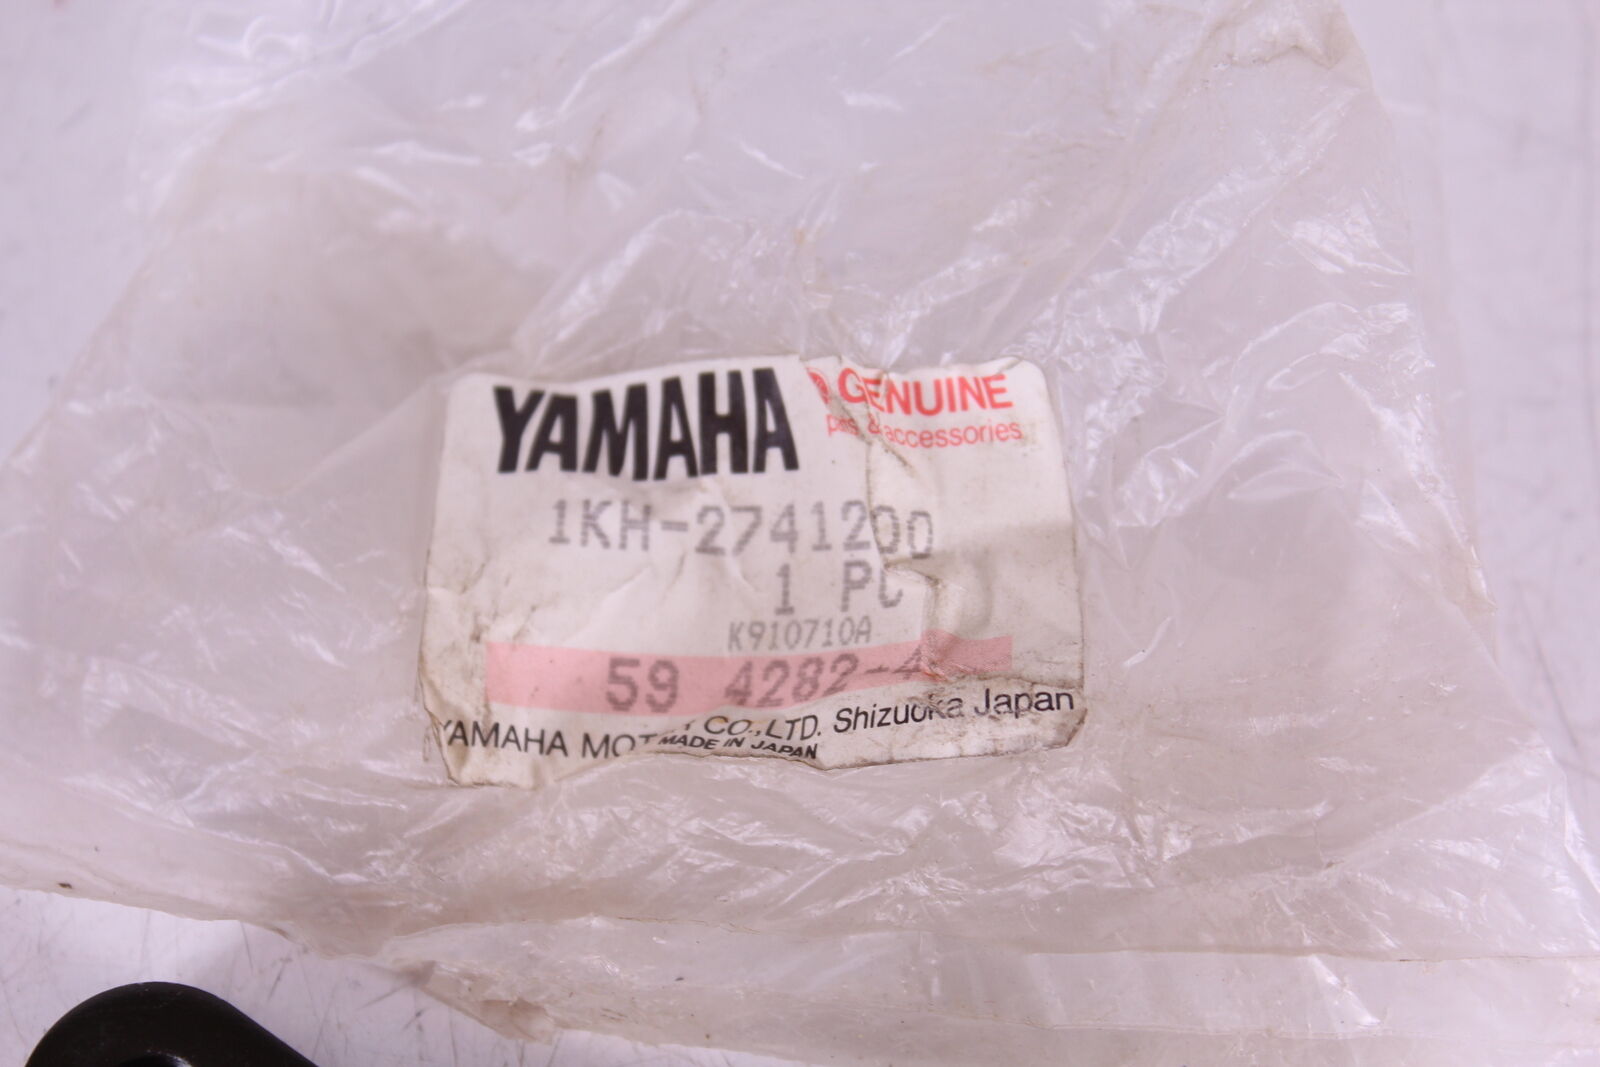 YAMAHA
GENUINE
parts & accessories
1KH-2741200
1 PC
K910710A
59 4282-4
YAMAHA MOT CO.,LTD. Shizuoka Japan
MADE IN JAPAN